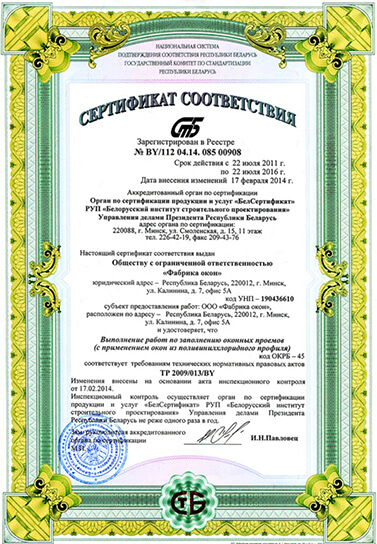 НАЦИОНАЛЬНАЯ СИСТЕМА
ПОДТВЕРЖДЕНИЯ СООТВЕТСТВИЯ РЕСПУБЛИКИ БЕЛАРУСЬ
ГОСУДАРСТВЕННЫЙ КОМИТЕТ ПО СТАНДАРТИЗАЦИИ
РЕСПУБЛИКИ БЕЛАРУСЬ
СЕРТИФИКАТ СООТВЕТСТВИЯ
СТБ
Зарегистрирован в Реестре
№ BY/112 04.14. 085 00908
Срок действия с 22 июля 2011 г.
по 22 июля 2016 г.
Дата внесения изменений 17 февраля 2014 г.
Аккредитованный орган по сертификации
Орган по сертификации продукции и услуг «БелСертификат»
РУП «Белорусский институт строительного проектирования»
Управления делами Президента Республики Беларусь
адрес органа по сертификации:
220088, г. Минск, ул. Смоленская, д. 15, 11 этаж
тел. 226-42-19, факс 209-43-76
Настоящий сертификат соответствия выдан
Обществу с ограниченной ответственностью
«Фабрика окон»
юридический адрес – Республика Беларусь, 220012, г. Минск,
ул. Калинина, д. 7, офис 5А
код УНП – 190436610
субъект предоставления работ: ООО «Фабрика окон»,
расположен по адресу – Республика Беларусь, 220012, г. Минск,
ул. Калинина, д. 7, офис 5А
и удостоверяет, что
Выполнение работ по заполнению оконных проемов
(с применением окон из поливинилхлоридного профиля)
код ОКРБ – 45
соответствует требованиям технических нормативных правовых актов
ТР 2009/013/BY
Изменения внесены на основании акта инспекционного контроля
от 17.02.2014.
Инспекционный контроль осуществляет орган по сертификации
продукции и услуг «БелСертификат» РУП «Белорусский институт
строительного проектирования» Управления делами Президента
Республики Беларусь не реже одного раза в год.
Зам. руководителя аккредитованного
органа по сертификации
И.Н.Павловец
М.П.
СТБ